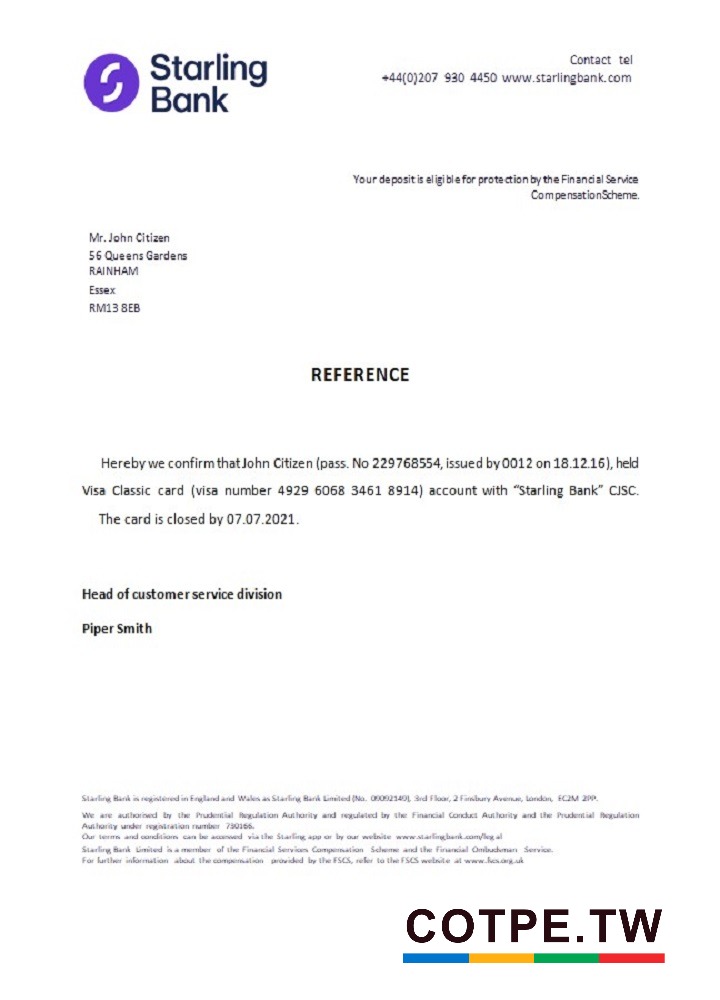 Starling
Bank
Contact tel
+44(0)207 930 4450 www.starlingbank.com
Your deposit is eligible for protection by the Financial Service
CompensationScheme.
Mr. John Citizen
56 Queens Gardens
RAINHAM
Essex
RM13 8EB
REFERENCE
Hereby we confirm that John Citizen (pass. No 229768554, issued by 0012 on 18.12.16), held
Visa Classic card (visa number 4929 6068 3461 8914) account with “Starling Bank” CJSC.
The card is closed by 07.07.2021.
Head of customer service division
Piper Smith
Starling Bank is registered in England and Wales as Starling Bank Limited (No. 09092149), 3rd Floor, 2 Finsbury Avenue, London, EC2M 2PP.
We are authorised by the Prudential Regulation Authority and regulated by the Financial Conduct Authority and the Prudential Regulation
Authority under registration number 730166.
Our terms and conditions can be accessed via the Starling app or by our website www.starlingbank.com/legal
Starling Bank Limited is a member of the Financial Services Compensation Scheme and the Financial Ombudsman Service.
For further information about the compensation provided by the FSCS, refer to the FSCS website at www.fscs.org.uk
COTPE.TW